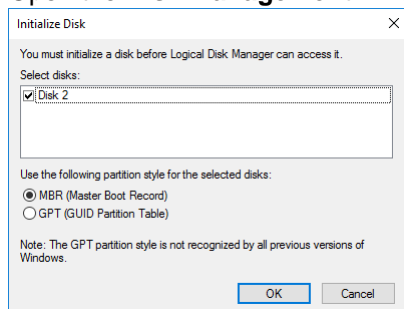 Initialize Disk
You must initialize a disk before Logical Disk Manager can access it.
Select disks:
Disk 2
Use the following partition style for the selected disks:
MBR (Master Boot Record)
GPT (GUID Partition Table)
Note: The GPT partition style is not recognized by all previous versions of
Windows.
OK Cancel